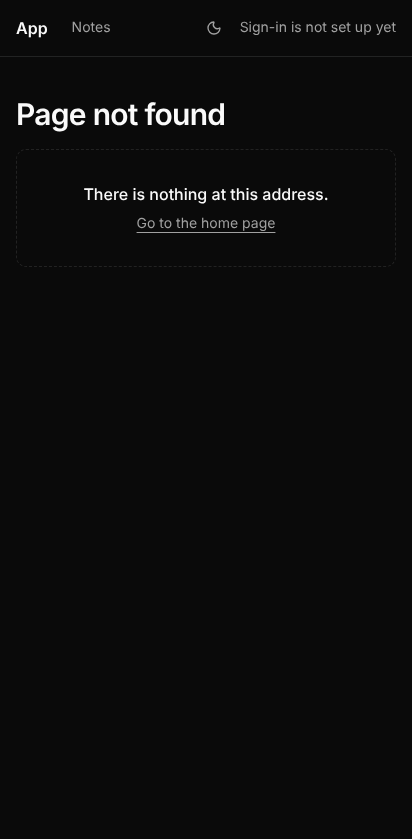 App Notes Sign-in is not set up yet
Page not found
There is nothing at this address.
Go to the home page